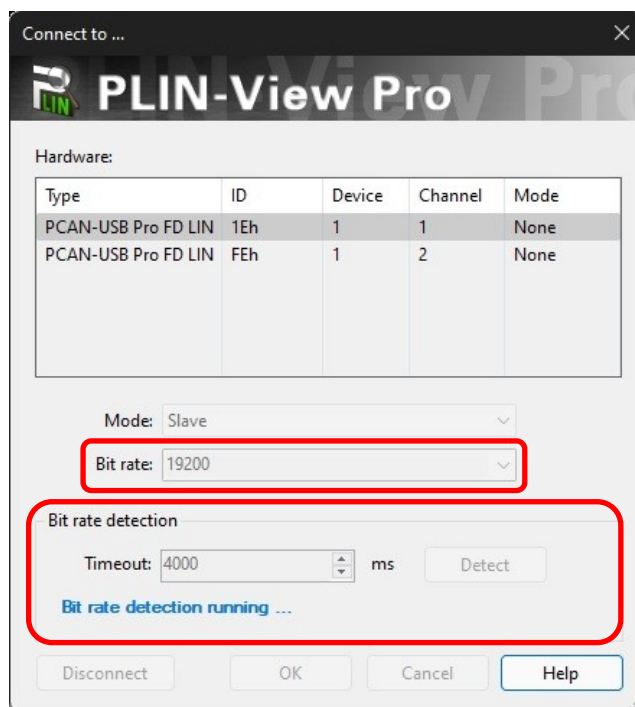 Connect to ...
PLIN-View Pro
Hardware:
Type ID Device Channel Mode
PCAN-USB Pro FD LIN 1Eh 1 1 None
PCAN-USB Pro FD LIN FEh 1 2 None
Mode: Slave
Bit rate: 19200
Bit rate detection
Timeout: 4000 ms Detect
Bit rate detection running ...
Disconnect OK Cancel Help